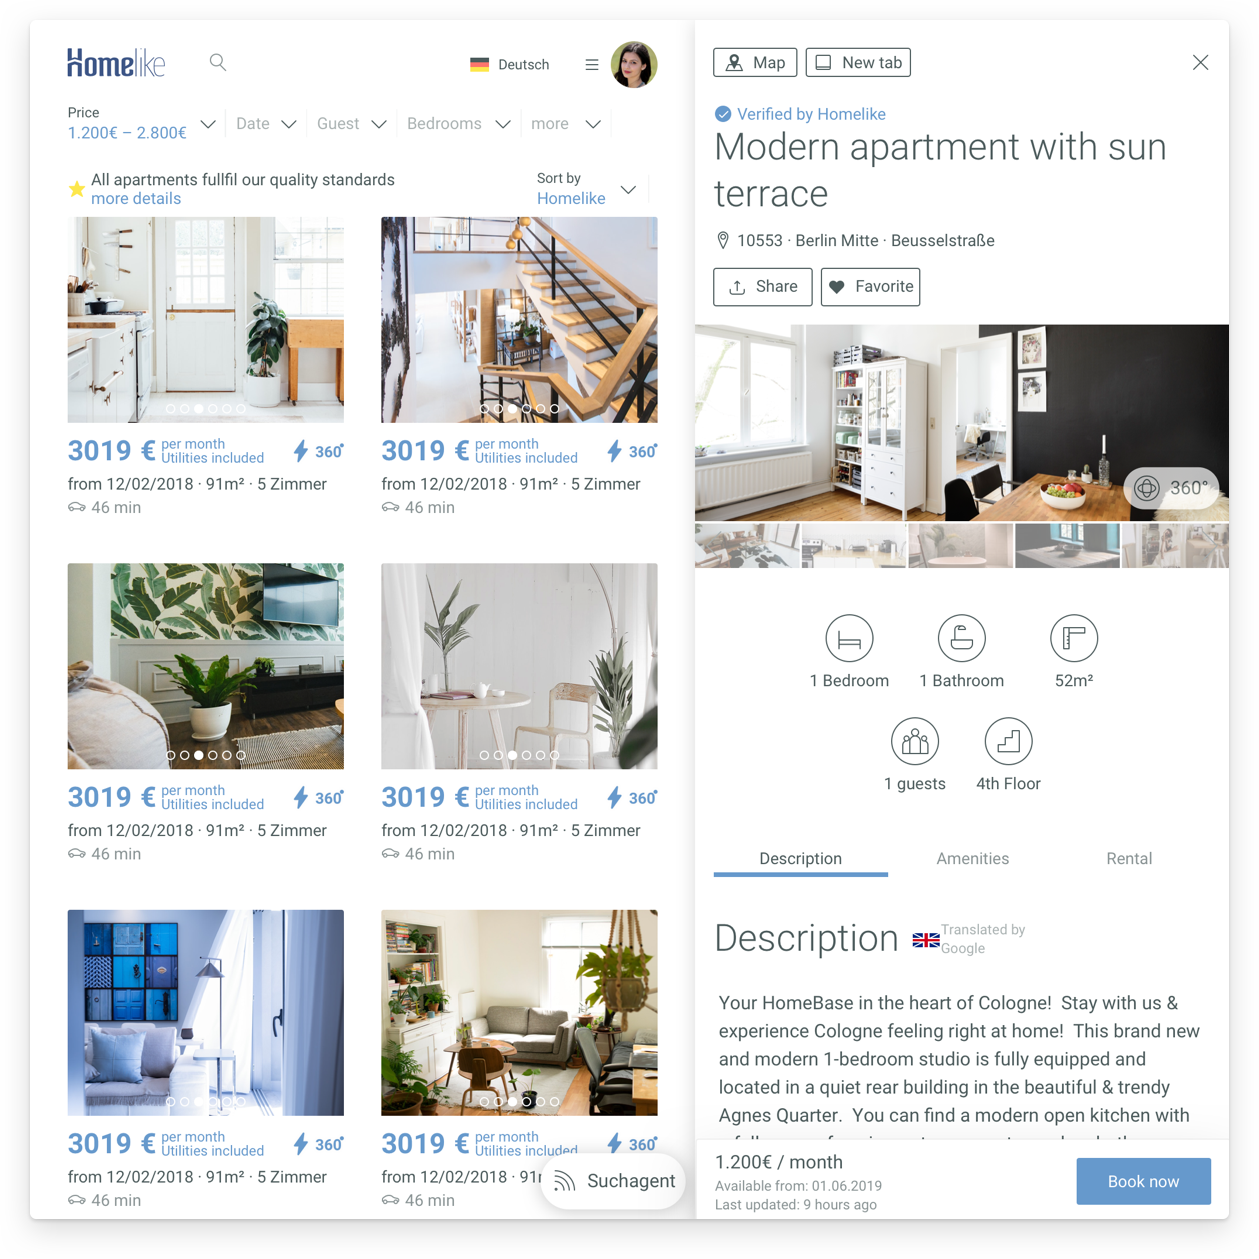 Homelike
Deutsch
Price
1.200€ – 2.800€
Date
Guest
Bedrooms
more
All apartments fullfil our quality standards
more details
Sort by
Homelike
3019 € per month
Utilities included
360°
from 12/02/2018 · 91m² · 5 Zimmer
46 min
3019 € per month
Utilities included
360°
from 12/02/2018 · 91m² · 5 Zimmer
46 min
3019 € per month
Utilities included
360°
from 12/02/2018 · 91m² · 5 Zimmer
46 min
3019 € per month
Utilities included
360°
from 12/02/2018 · 91m² · 5 Zimmer
46 min
3019 € per month
Utilities included
360°
from 12/02/2018 · 91m² · 5 Zimmer
46 min
3019 € per month
Utilities included
360°
from 12/02/2018 · 91m
46 min
Suchagent
Map
New tab
Verified by Homelike
Modern apartment with sun
terrace
10553 · Berlin Mitte · Beusselstraße
Share
Favorite
360°
1 Bedroom
1 Bathroom
52m²
1 guests
4th Floor
Description
Amenities
Rental
Description
Translated by
Google
Your HomeBase in the heart of Cologne! Stay with us &
experience Cologne feeling right at home! This brand new
and modern 1-bedroom studio is fully equipped and
located in a quiet rear building in the beautiful & trendy
Agnes Quarter. You can find a modern open kitchen with
1.200€ / month
Available from: 01.06.2019
Last updated: 9 hours ago
Book now